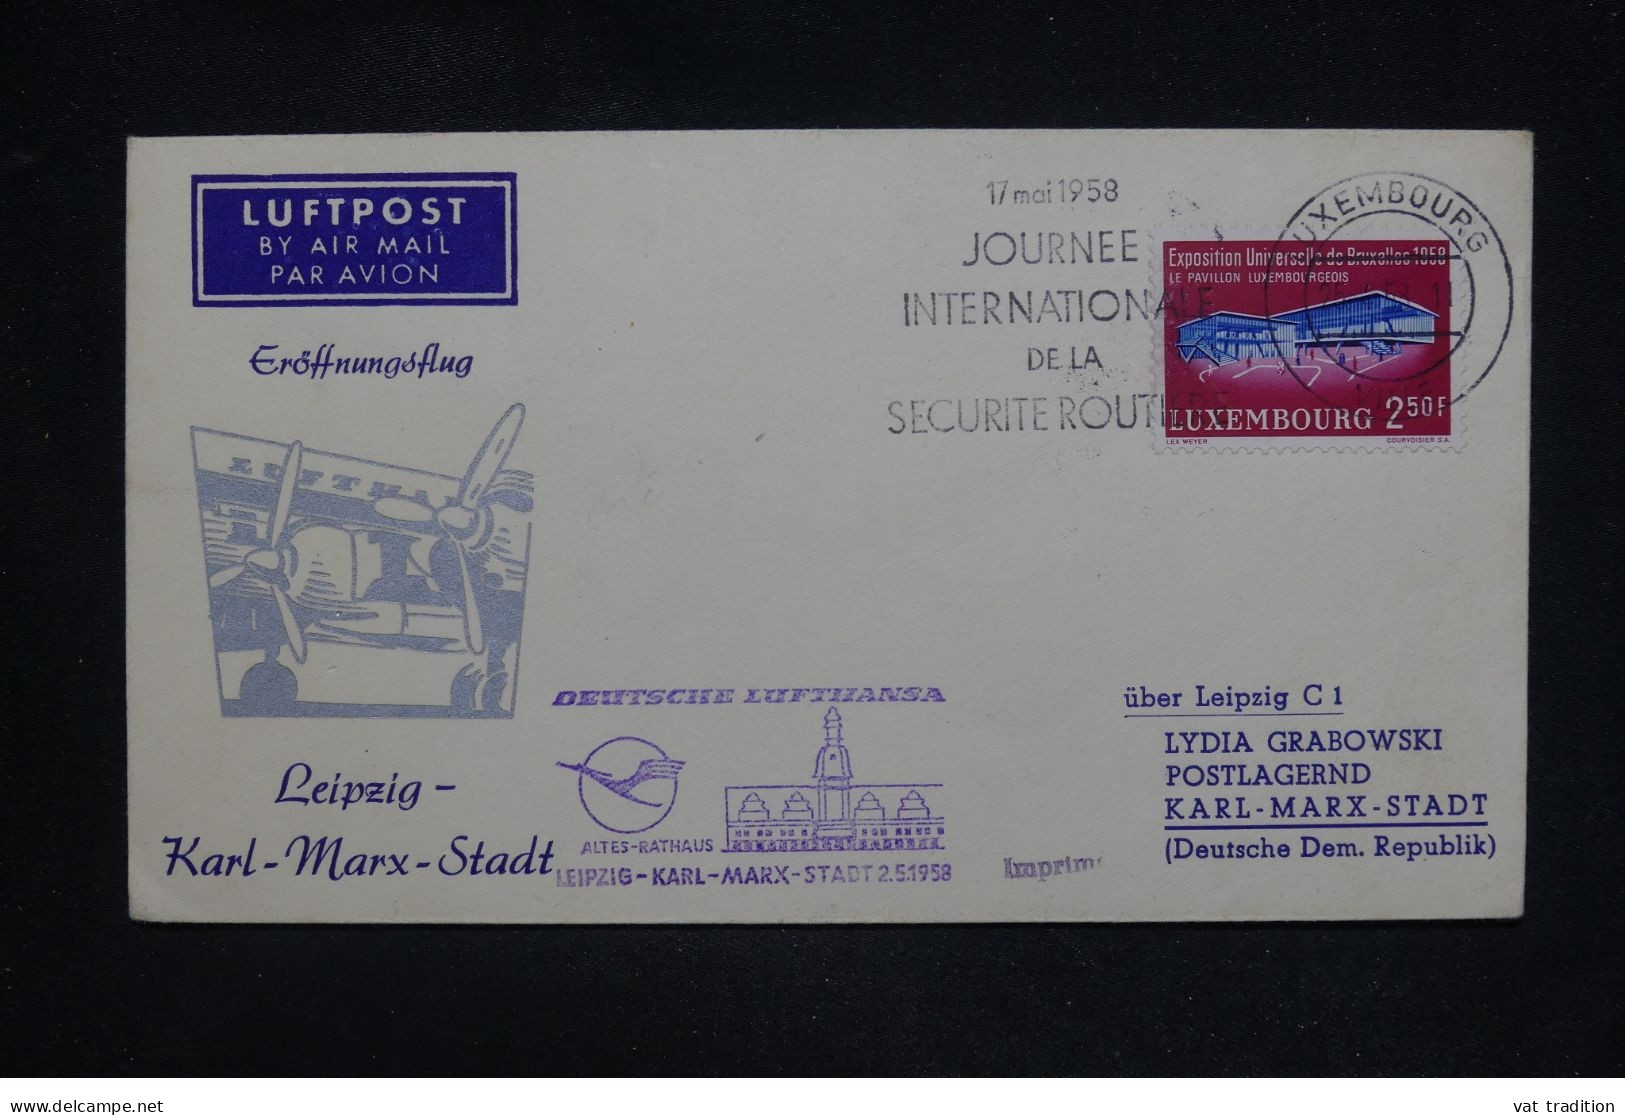 LUFTPOST
BY AIR MAIL
PAR AVION
Eröffnungsflug
LUFTHAN
Leipzig -
Karl-Marx-Stadt
17 mai 1958
JOURNEE
INTERNATIONALE
DE LA
SECURITE ROUTIERE
LUXEMBOURG
VILLE
Exposition Universelle de Bruxelles 1958
LE PAVILLON LUXEMBOURGEOIS
LUXEMBOURG 2 50F
LEX WEYER COURVOISIER S.A.
DEUTSCHE LUFTHANSA
ALTES-RATHAUS
LEIPZIG-KARL-MARX-STADT 2.5.1958
Imprimé
über Leipzig C 1
LYDIA GRABOWSKI
POSTLAGERND
KARL-MARX-STADT
(Deutsche Dem. Republik)
delcampe.net
vat tradition